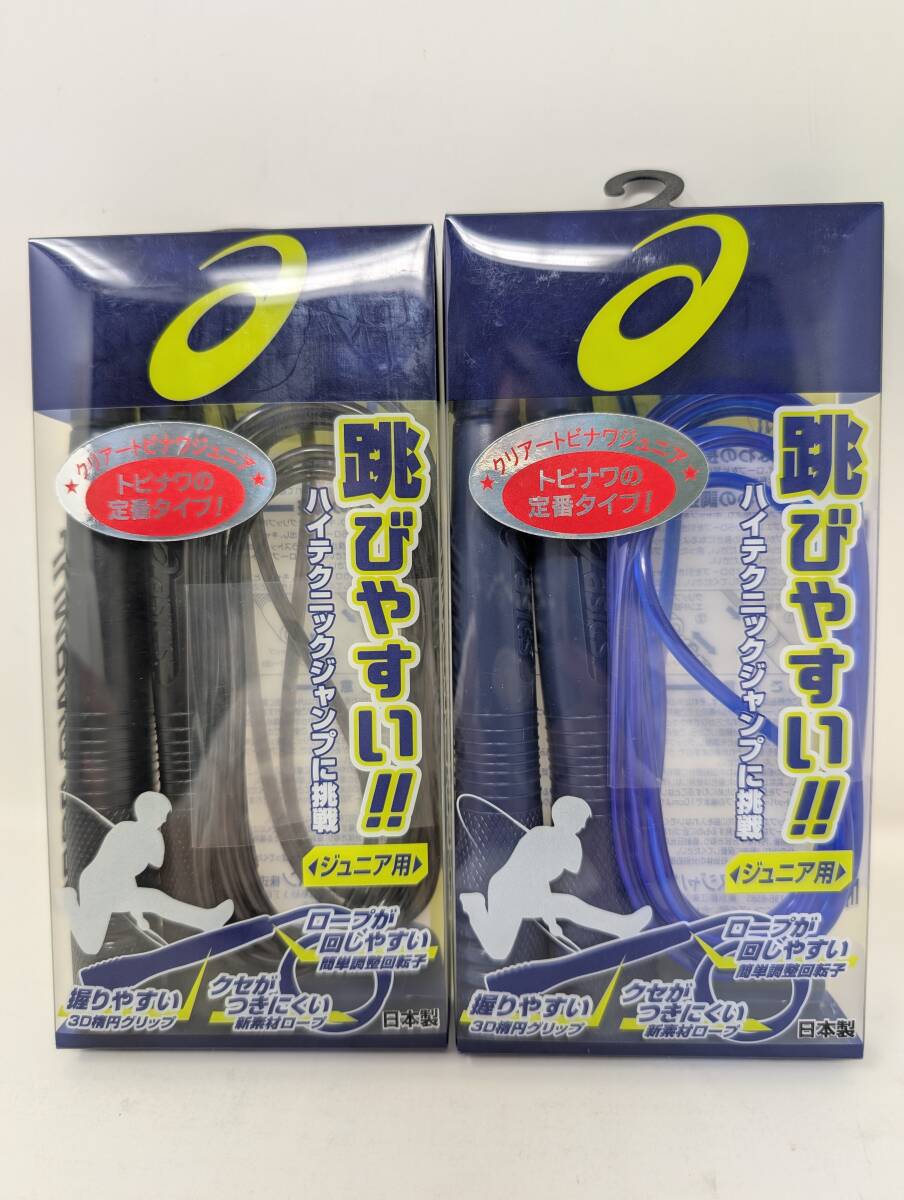 クリアートビナワジュニア
トビナワの
定番タイプ!
跳びやすい!!
ハイテクニックジャンプに挑戦
ジュニア用
asics
ロープが
回しやすい
簡単調整回転子
握りやすい
3D楕円グリップ
クセが
つきにくい
新素材ロープ
日本製
クリアートビナワジュニア
トビナワの
定番タイプ!
跳びやすい!!
ハイテクニックジャンプに挑戦
ジュニア用
asics
ロープが
回しやすい
簡単調整回転子
握りやすい
3D楕円グリップ
クセが
つきにくい
新素材ロープ
日本製